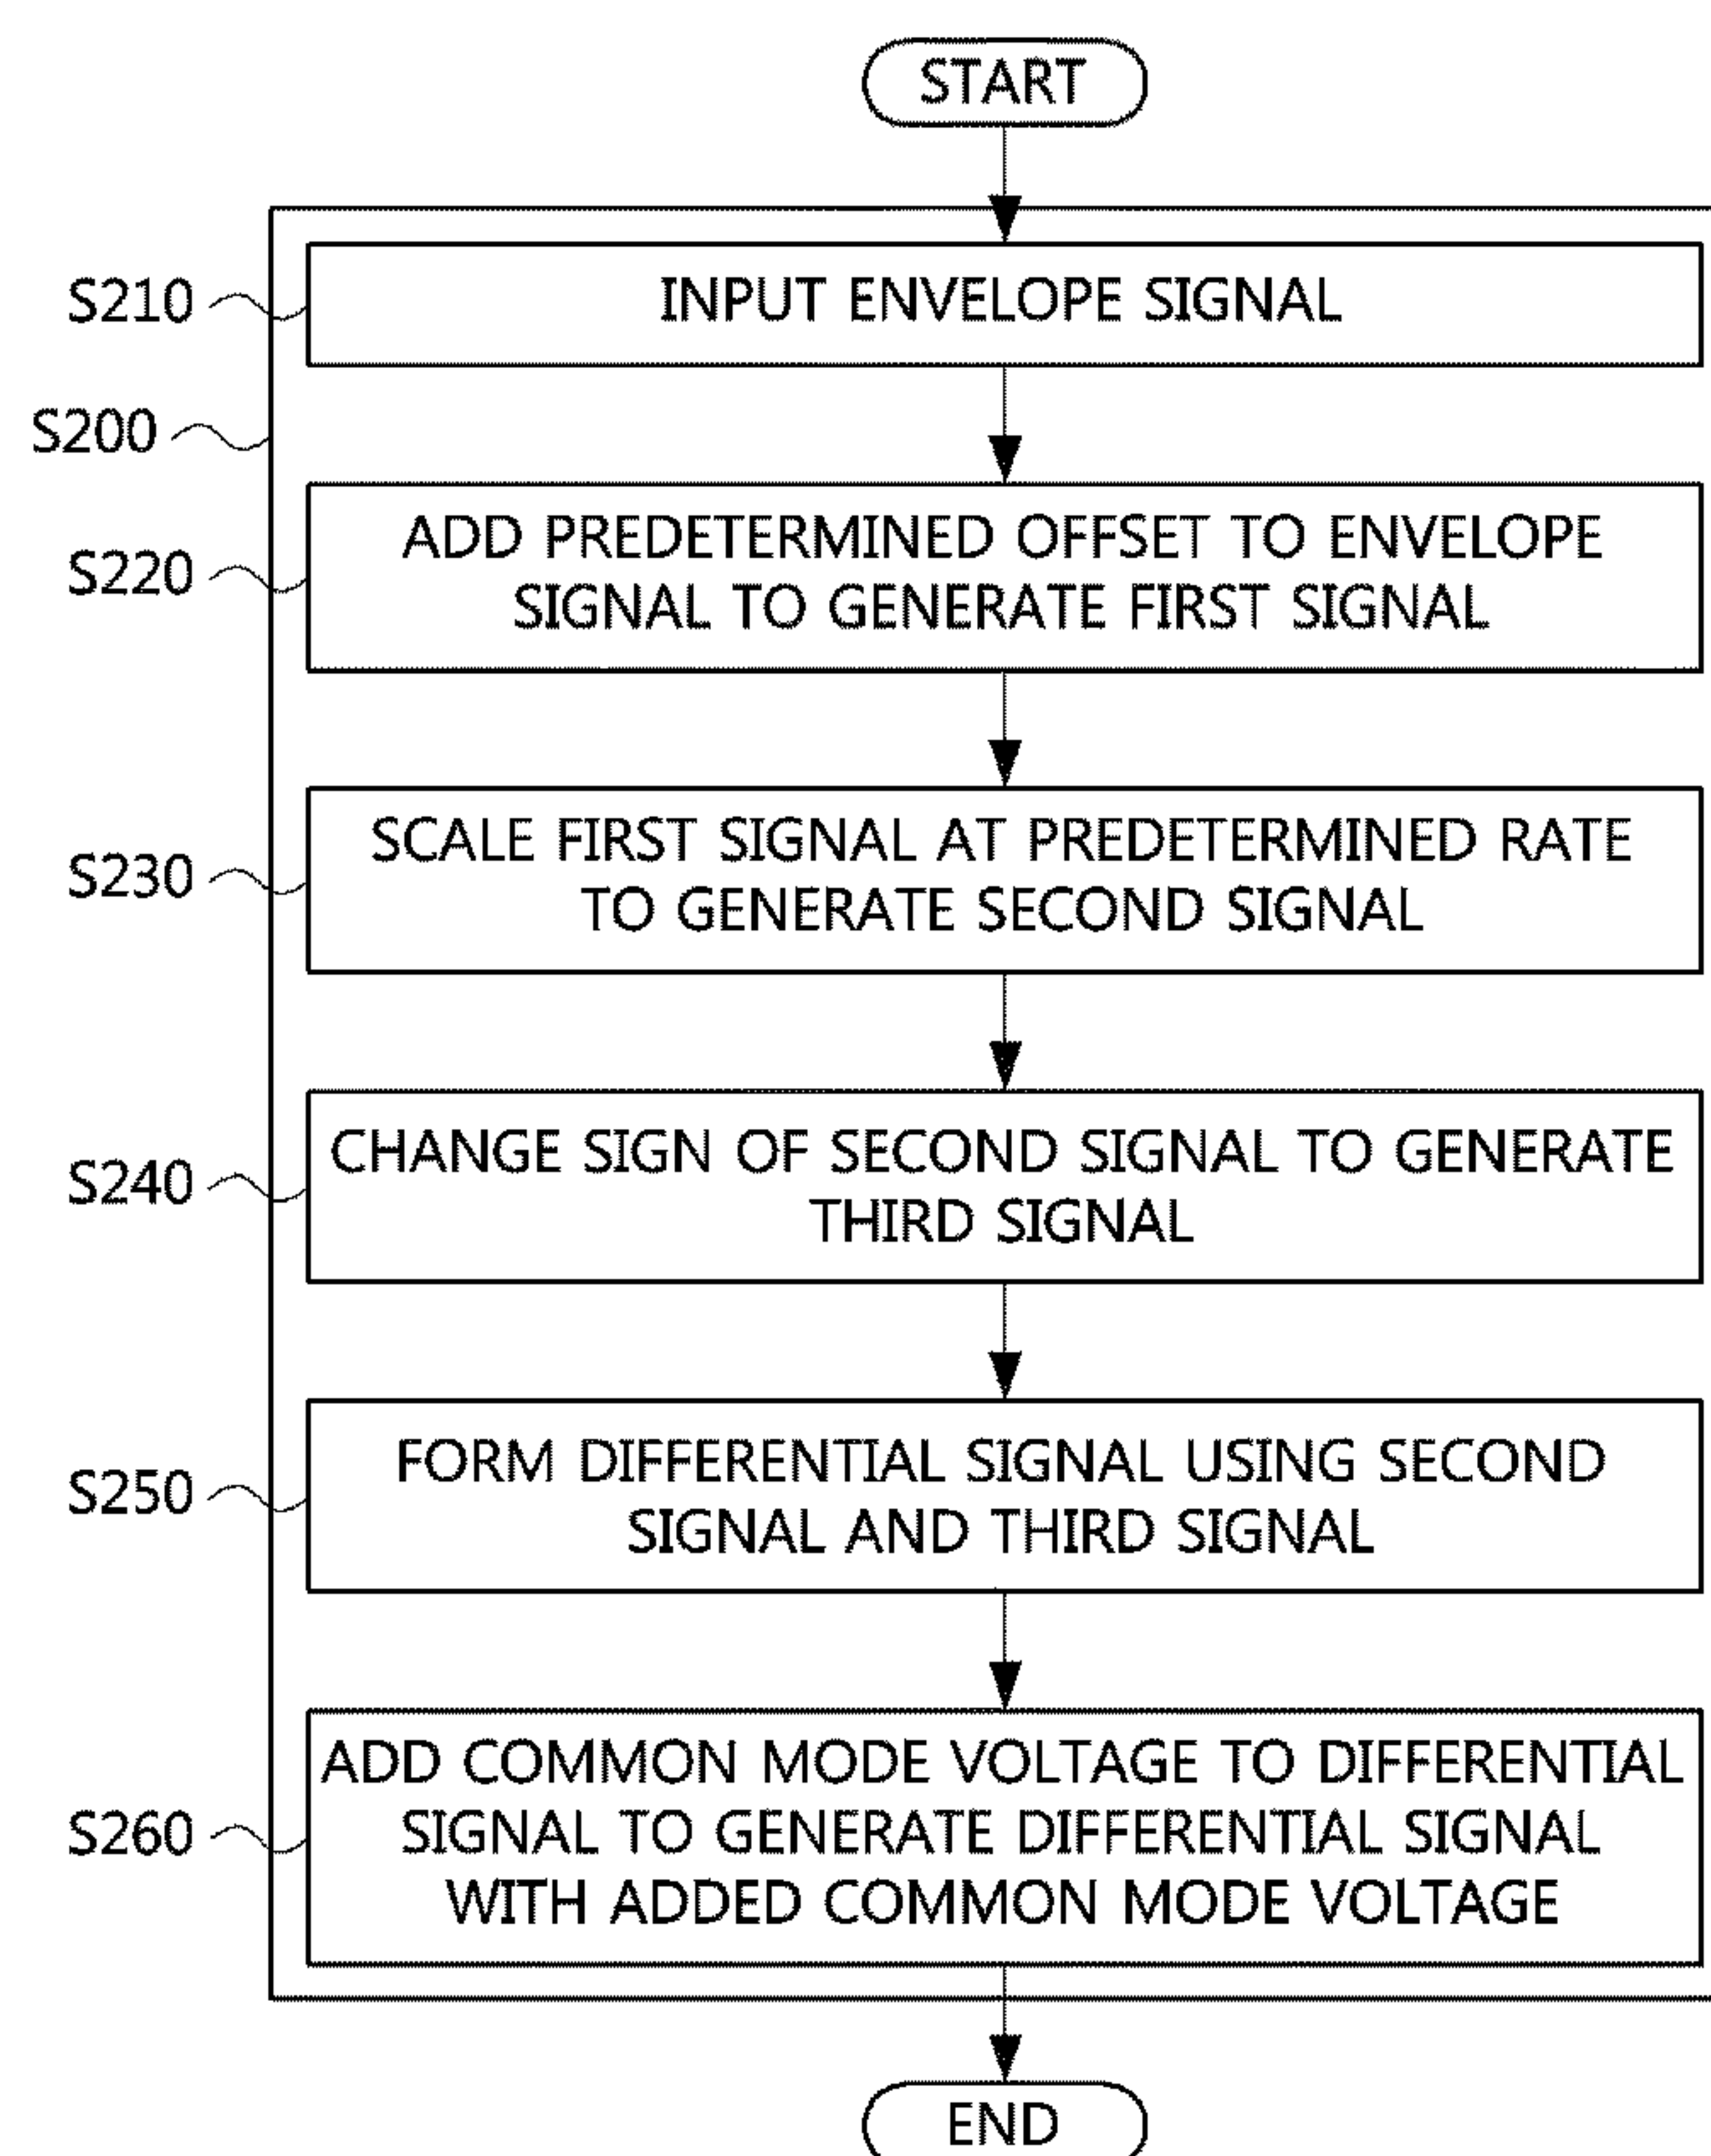 START
S210
INPUT ENVELOPE SIGNAL
S200
S220
ADD PREDETERMINED OFFSET TO ENVELOPE
SIGNAL TO GENERATE FIRST SIGNAL
S230
SCALE FIRST SIGNAL AT PREDETERMINED RATE
TO GENERATE SECOND SIGNAL
S240
CHANGE SIGN OF SECOND SIGNAL TO GENERATE
THIRD SIGNAL
S250
FORM DIFFERENTIAL SIGNAL USING SECOND
SIGNAL AND THIRD SIGNAL
S260
ADD COMMON MODE VOLTAGE TO DIFFERENTIAL
SIGNAL TO GENERATE DIFFERENTIAL SIGNAL
WITH ADDED COMMON MODE VOLTAGE
END